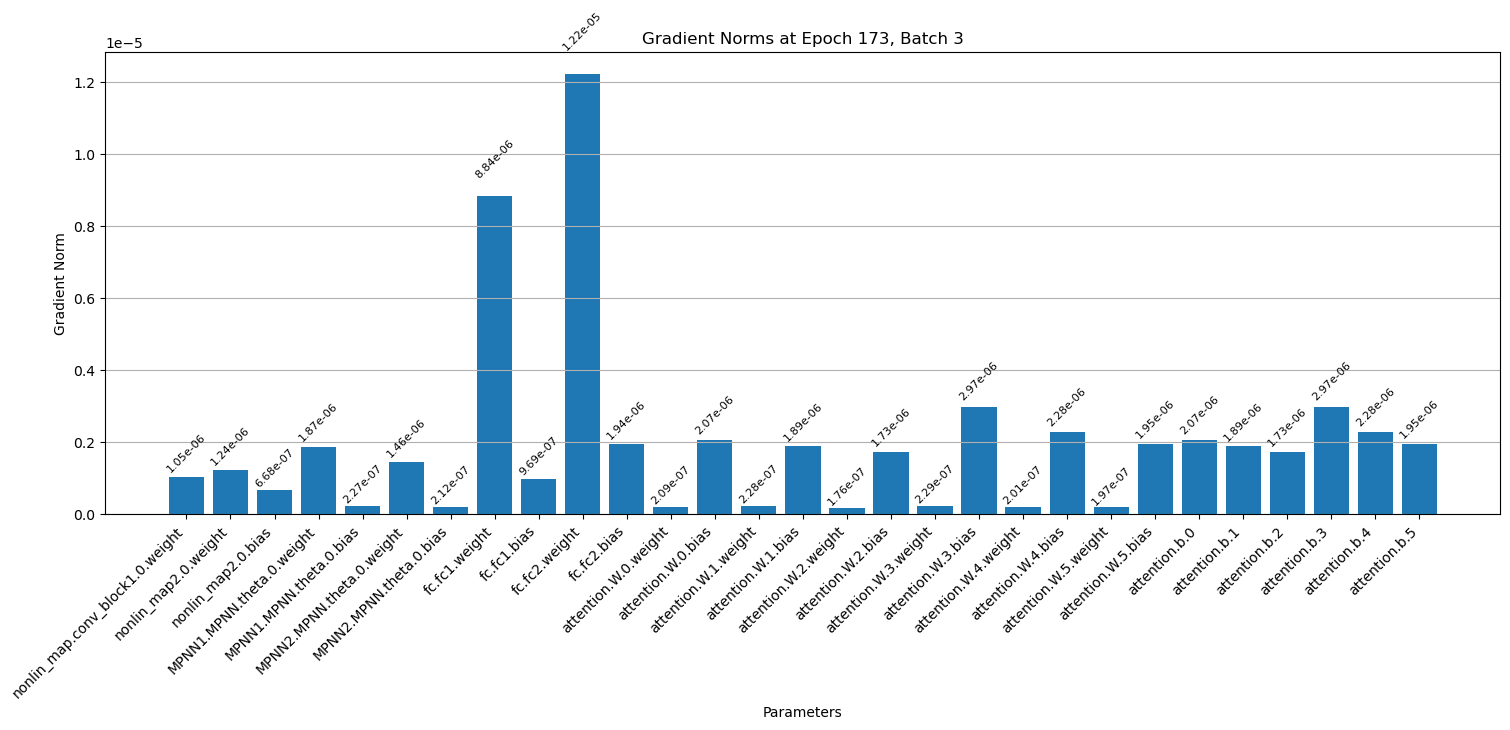 Gradient Norms at Epoch 173, Batch 3
1e−5
1.2
1.0
0.8
0.6
0.4
0.2
0.0
Gradient Norm
1.05e-06
1.24e-06
6.68e-07
1.87e-06
2.27e-07
1.46e-06
2.12e-07
8.84e-06
9.69e-07
1.22e-05
1.94e-06
2.09e-07
2.07e-06
2.28e-07
1.89e-06
1.76e-07
1.73e-06
2.29e-07
2.97e-06
2.01e-07
2.28e-06
1.97e-07
1.95e-06
2.07e-06
1.89e-06
1.73e-06
2.97e-06
2.28e-06
1.95e-06
nonlin_map.conv_block1.0.weight
nonlin_map2.0.weight
nonlin_map2.0.bias
MPNN1.MPNN.theta.0.weight
MPNN1.MPNN.theta.0.bias
MPNN2.MPNN.theta.0.weight
MPNN2.MPNN.theta.0.bias
fc.fc1.weight
fc.fc1.bias
fc.fc2.weight
fc.fc2.bias
attention.W.0.weight
attention.W.0.bias
attention.W.1.weight
attention.W.1.bias
attention.W.2.weight
attention.W.2.bias
attention.W.3.weight
attention.W.3.bias
attention.W.4.weight
attention.W.4.bias
attention.W.5.weight
attention.W.5.bias
attention.b.0
attention.b.1
attention.b.2
attention.b.3
attention.b.4
attention.b.5
Parameters